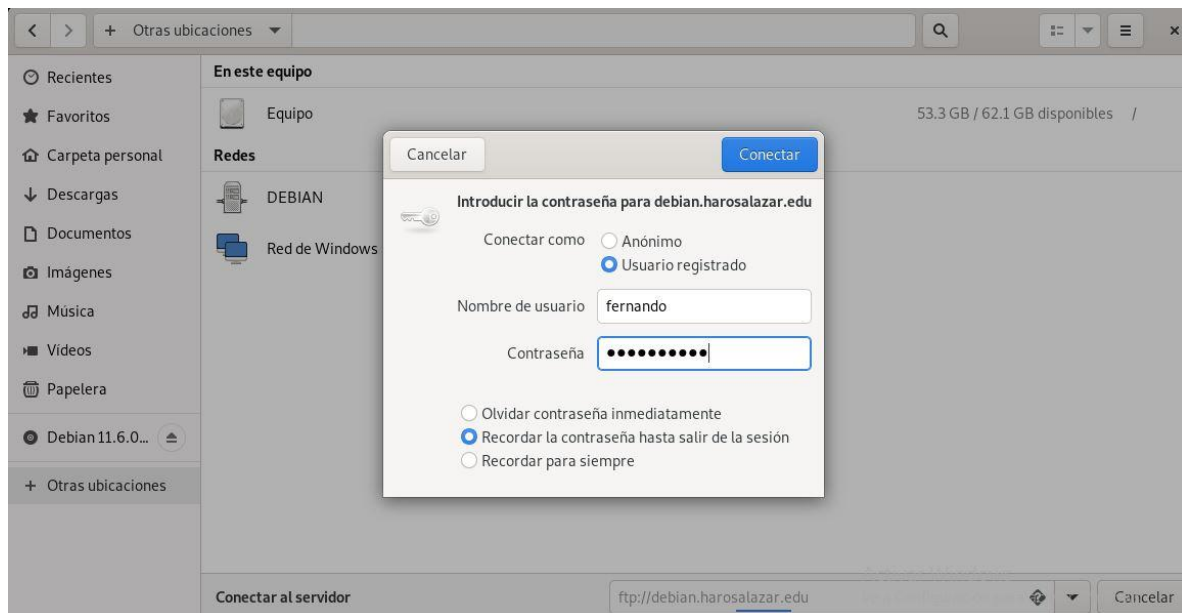 + Otras ubicaciones
Recientes
Favoritos
Carpeta personal
Descargas
Documentos
Imágenes
Música
Vídeos
Papelera
Debian 11.6.0...
+ Otras ubicaciones
En este equipo
Equipo 53.3 GB / 62.1 GB disponibles /
Redes
DEBIAN
Red de Windows
Cancelar Conectar
Introducir la contraseña para debian.harosalazar.edu
Conectar como Anónimo
Usuario registrado
Nombre de usuario fernando
Contraseña ●●●●●●●●●●
Olvidar contraseña inmediatamente
Recordar la contraseña hasta salir de la sesión
Recordar para siempre
Conectar al servidor ftp://debian.harosalazar.edu Cancelar